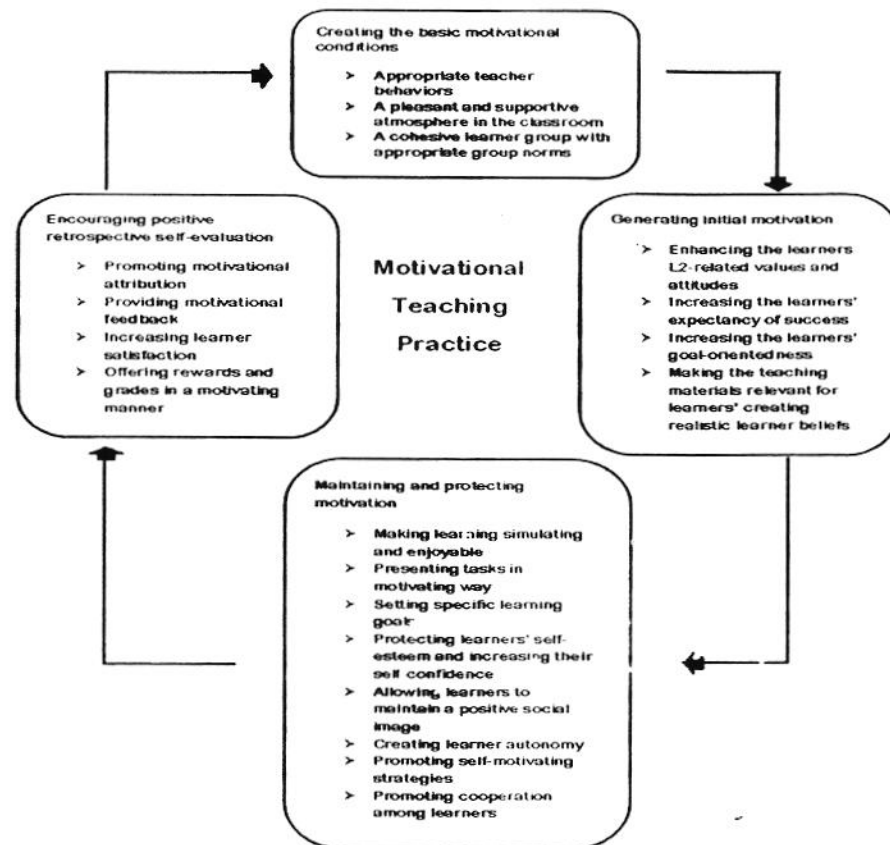 Creating the basic motivational
conditions
➢ Appropriate teacher
behaviors
➢ A pleasant and supportive
atmosphere in the classroom
➢ A cohesive learner group with
appropriate group norms
Generating initial motivation
➢ Enhancing the learners
L2-related values and
attitudes
➢ Increasing the learners'
expectancy of success
➢ Increasing the learners'
goal-orientedness
➢ Making the teaching
materials relevant for
learners' creating
realistic learner beliefs
Maintaining and protecting
motivation
➢ Making learning simulating
and enjoyable
➢ Presenting tasks in
motivating way
➢ Setting specific learning
goal
➢ Protecting learners' self-
esteem and increasing their
self confidence
➢ Allowing learners to
maintain a positive social
image
➢ Creating learner autonomy
➢ Promoting self-motivating
strategies
➢ Promoting cooperation
among learners
Encouraging positive
retrospective self-evaluation
➢ Promoting motivational
attribution
➢ Providing motivational
feedback
➢ Increasing learner
satisfaction
➢ Offering rewards and
grades in a motivating
manner
Motivational
Teaching
Practice